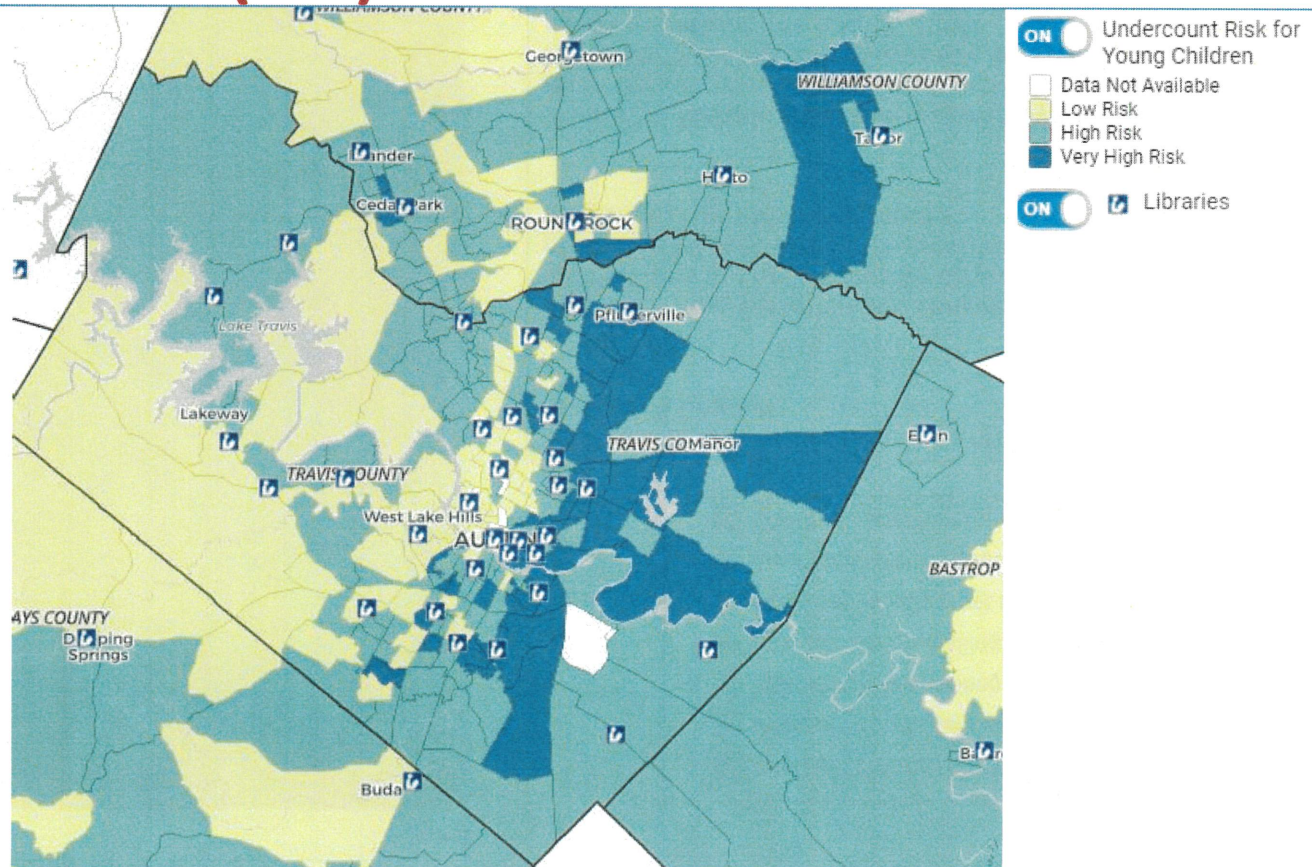 WILLIAMSON COUNTY
Georgetown
WILLIAMSON COUNTY
ON Undercount Risk for
Young Children
Data Not Available
Low Risk
High Risk
Very High Risk
ON Libraries
Lake Travis
Lakeway
TRAVIS COUNTY
West Lake Hills
Pflugerville
ROUND ROCK
Cedar Park
TRAVIS CO
Manor
BASTROP
AYS COUNTY
Springs
Buda